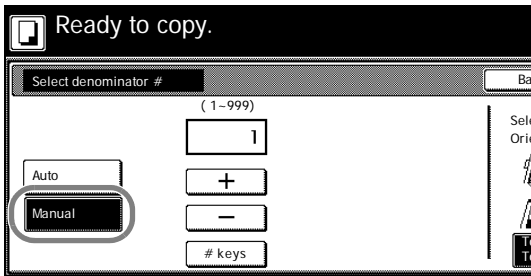 Ready to copy.
Select denominator #
Ba
(1~999)
1
Sele
Orie
Auto
+
Manual
−
# keys